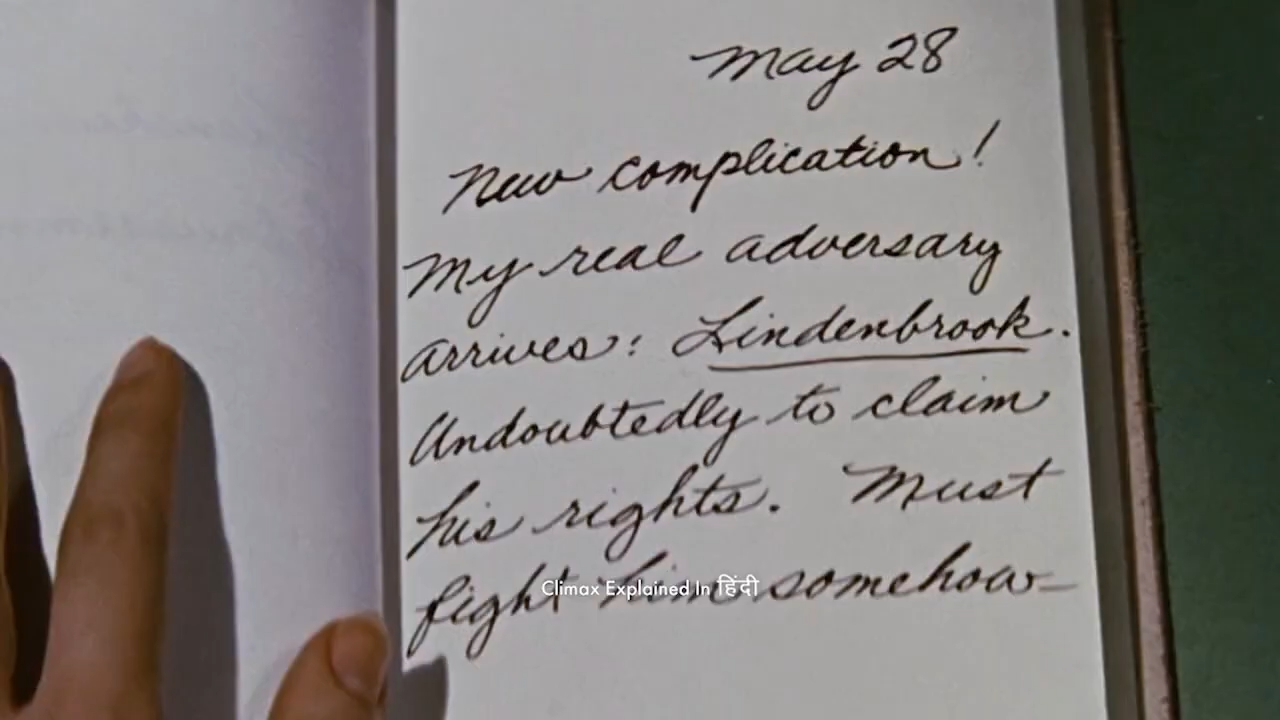 May 28
New complication!
My real adversary
arrives: Lindenbrook.
Undoubtedly to claim
his rights. Must
fight him somehow—
Climax Explained In हिंदी